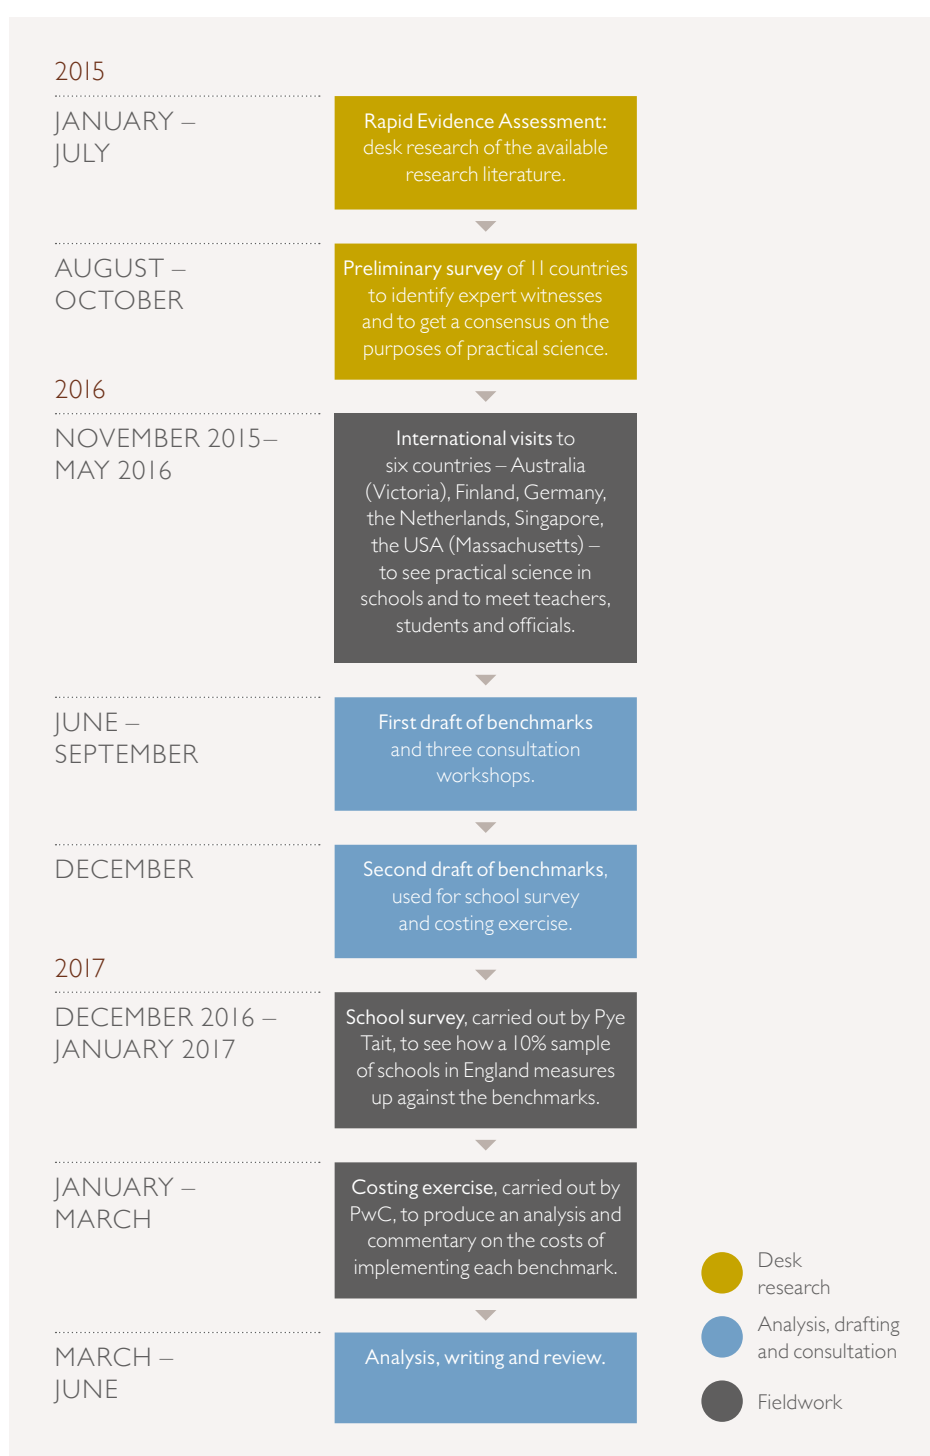 2015
JANUARY –
JULY
Rapid Evidence Assessment:
desk research of the available
research literature.
AUGUST –
OCTOBER
Preliminary survey of 11 countries
to identify expert witnesses
and to get a consensus on the
purposes of practical science.
2016
NOVEMBER 2015–
MAY 2016
International visits to
six countries – Australia
(Victoria), Finland, Germany,
the Netherlands, Singapore,
the USA (Massachusetts) –
to see practical science in
schools and to meet teachers,
students and officials.
JUNE –
SEPTEMBER
First draft of benchmarks
and three consultation
workshops.
DECEMBER
Second draft of benchmarks,
used for school survey
and costing exercise.
2017
DECEMBER 2016 –
JANUARY 2017
School survey, carried out by Pye
Tait, to see how a 10% sample
of schools in England measures
up against the benchmarks.
JANUARY –
MARCH
Costing exercise, carried out by
PwC, to produce an analysis and
commentary on the costs of
implementing each benchmark.
MARCH –
JUNE
Analysis, writing and review.
Desk
research
Analysis, drafting
and consultation
Fieldwork